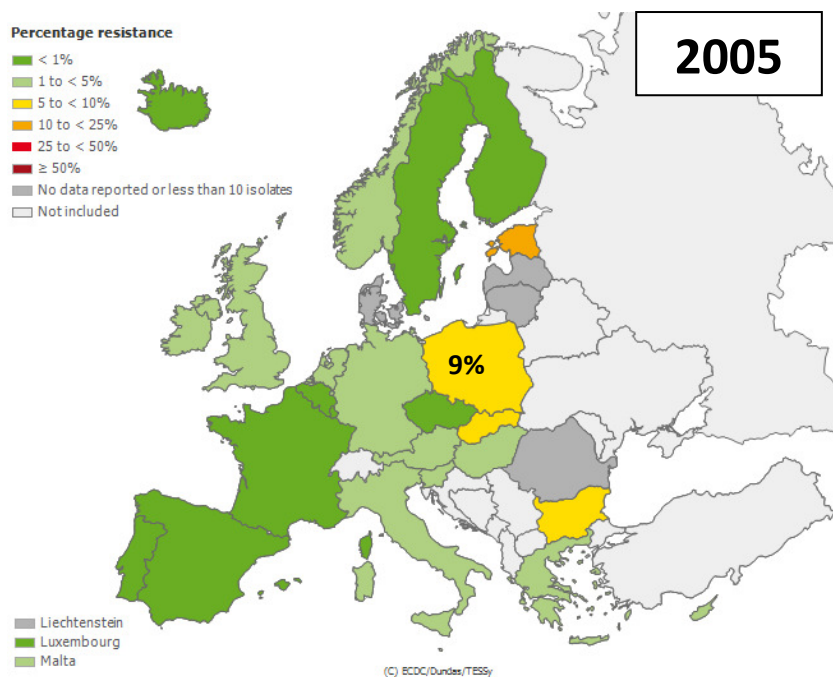 2005
Percentage resistance
< 1%
1 to < 5%
5 to < 10%
10 to < 25%
25 to < 50%
≥ 50%
No data reported or less than 10 isolates
Not included
9%
Liechtenstein
Luxembourg
Malta
(C) ECDC/Dundas/TESSy